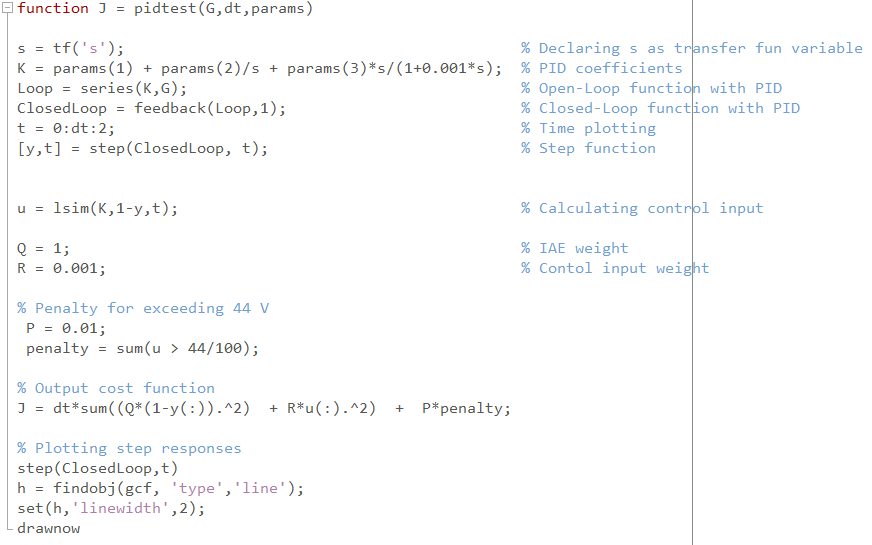 function J = pidtest(G,dt,params)
s = tf('s'); % Declaring s as transfer fun variable
K = params(1) + params(2)/s + params(3)*s/(1+0.001*s); % PID coefficients
Loop = series(K,G); % Open-Loop function with PID
ClosedLoop = feedback(Loop,1); % Closed-Loop function with PID
t = 0:dt:2; % Time plotting
[y,t] = step(ClosedLoop, t); % Step function
u = lsim(K,1-y,t); % Calculating control input
Q = 1; % IAE weight
R = 0.001; % Contol input weight
% Penalty for exceeding 44 V
P = 0.01;
penalty = sum(u > 44/100);
% Output cost function
J = dt*sum((Q*(1-y(:)).^2) + R*u(:).^2) + P*penalty;
% Plotting step responses
step(ClosedLoop,t)
h = findobj(gcf, 'type','line');
set(h,'linewidth',2);
drawnow